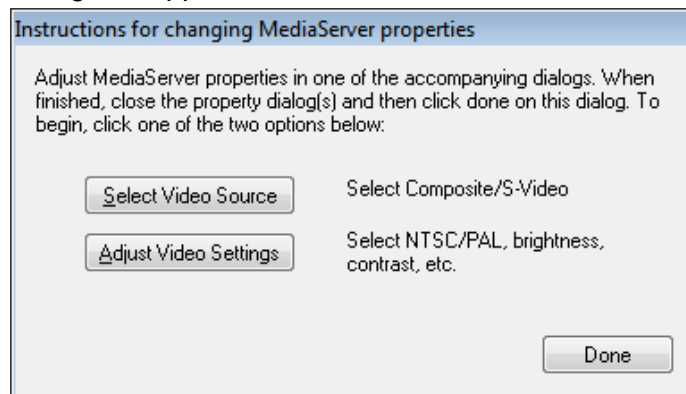 Instructions for changing MediaServer properties
Adjust MediaServer properties in one of the accompanying dialogs. When
finished, close the property dialog(s) and then click done on this dialog. To
begin, click one of the two options below:
Select Video Source
Select Composite/S-Video
Adjust Video Settings
Select NTSC/PAL, brightness,
contrast, etc.
Done